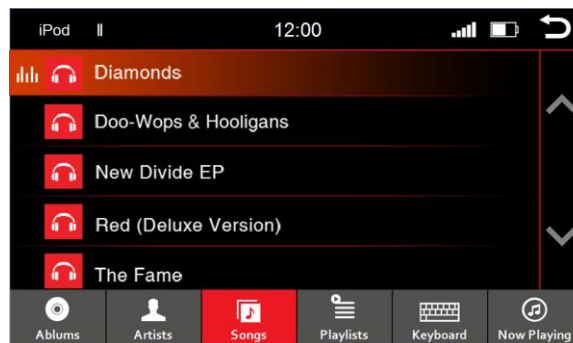 iPod II 12:00
Diamonds
Doo-Wops & Hooligans
New Divide EP
Red (Deluxe Version)
The Fame
Ablums Artists Songs Playlists Keyboard Now Playing